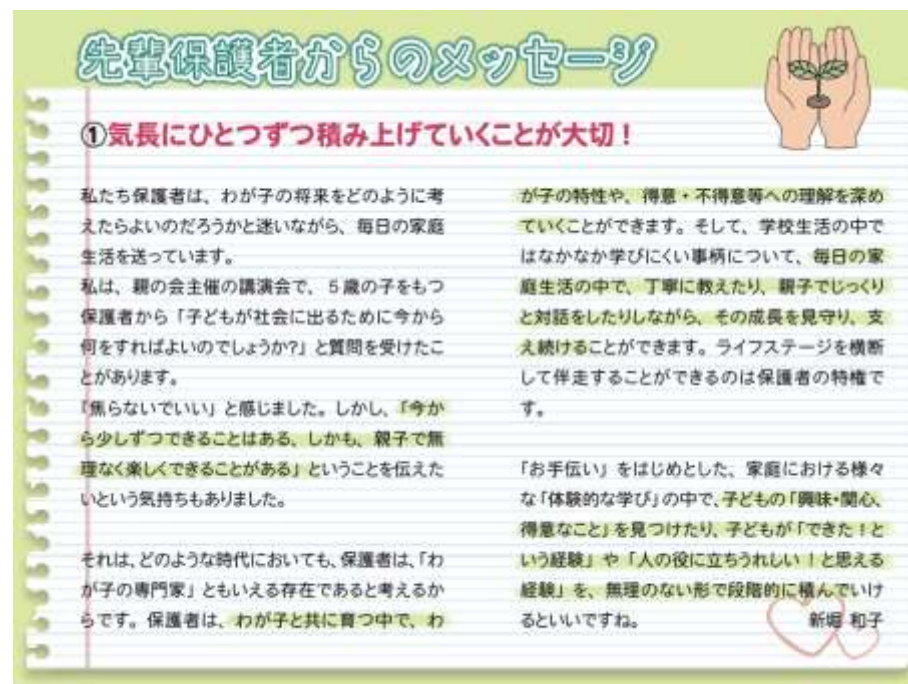 先輩保護者からのメッセージ
①気長にひとつずつ積み上げていくことが大切!
私たち保護者は、わが子の将来をどのように考
えたらよいのだろうかと迷いながら、毎日の家庭
生活を送っています。
私は、親の会主催の講演会で、5歳の子をもつ
保護者から「子どもが社会に出るために今から
何をすればよいのでしょうか?」と質問を受けたこ
とがあります。
「焦らないでいい」と感じました。しかし、「今か
ら少しずつできることはある、しかも、親子で無
理なく楽しくできることがある」ということを伝えた
いという気持ちもありました。
それは、どのような時代においても、保護者は、「わ
が子の専門家」ともいえる存在であると考えるか
らです。保護者は、わが子と共に育つ中で、わ
が子の特性や、得意・不得意等への理解を深め
ていくことができます。そして、学校生活の中で
はなかなか学びにくい事柄について、毎日の家
庭生活の中で、丁寧に教えたり、親子でじっくり
と対話をしたりしながら、その成長を見守り、支
え続けることができます。ライフステージを横断
して伴走することができるのは保護者の特権で
す。
「お手伝い」をはじめとした、家庭における様々
な「体験的な学び」の中で、子どもの「興味・関心、
得意なこと」を見つけたり、子どもが「できた!と
いう経験」や「人の役に立ちうれしい!と思える
経験」を、無理のない形で段階的に積んでいけ
るといいですね。 新堀 和子